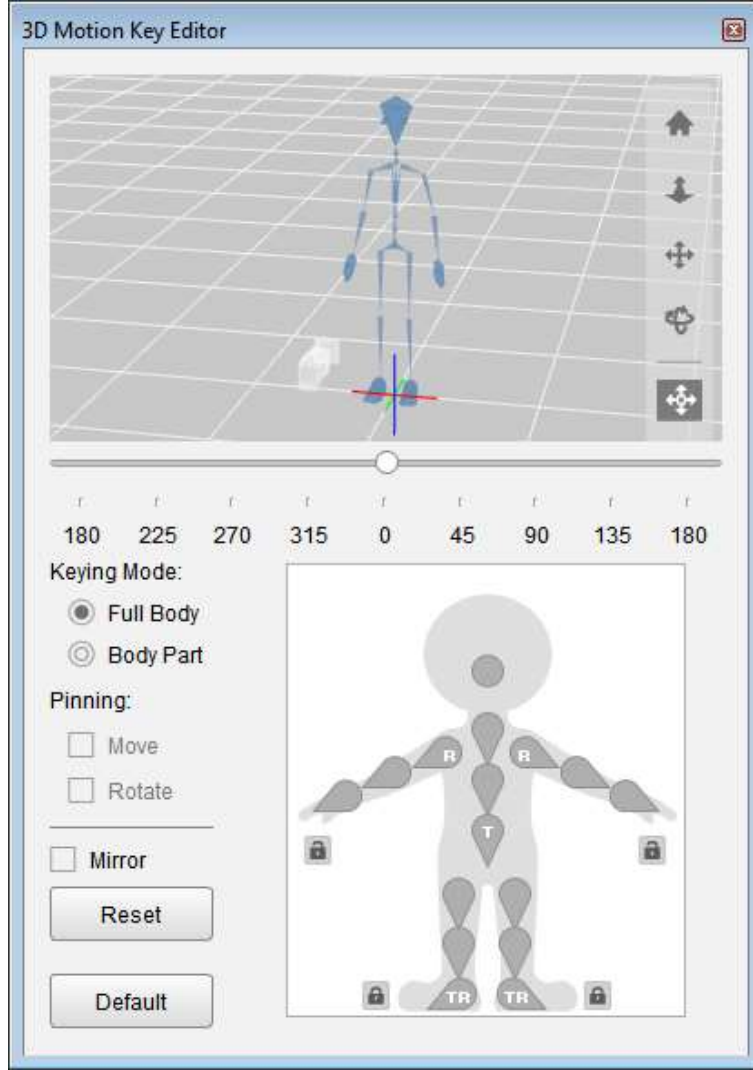 3D Motion Key Editor
180 225 270 315 0 45 90 135 180
Keying Mode:
Full Body
Body Part
Pinning:
Move
Rotate
Mirror
Reset
Default
R R
T
TR TR